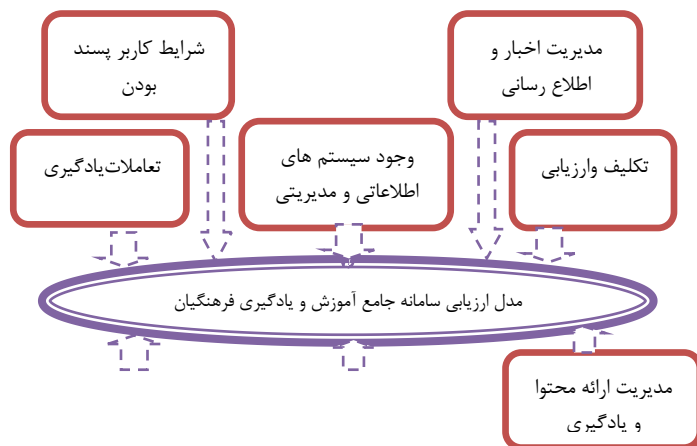 مدیریت اخبار و
اطلاع رسانی
شرایط کاربر پسند
بودن
تکلیف وارزیابی
وجود سیستم های
اطلاعاتی و مدیریتی
تعاملات‌یادگیری
مدل ارزیابی سامانه جامع آموزش و یادگیری فرهنگیان
مدیریت ارائه محتوا
و یادگیری